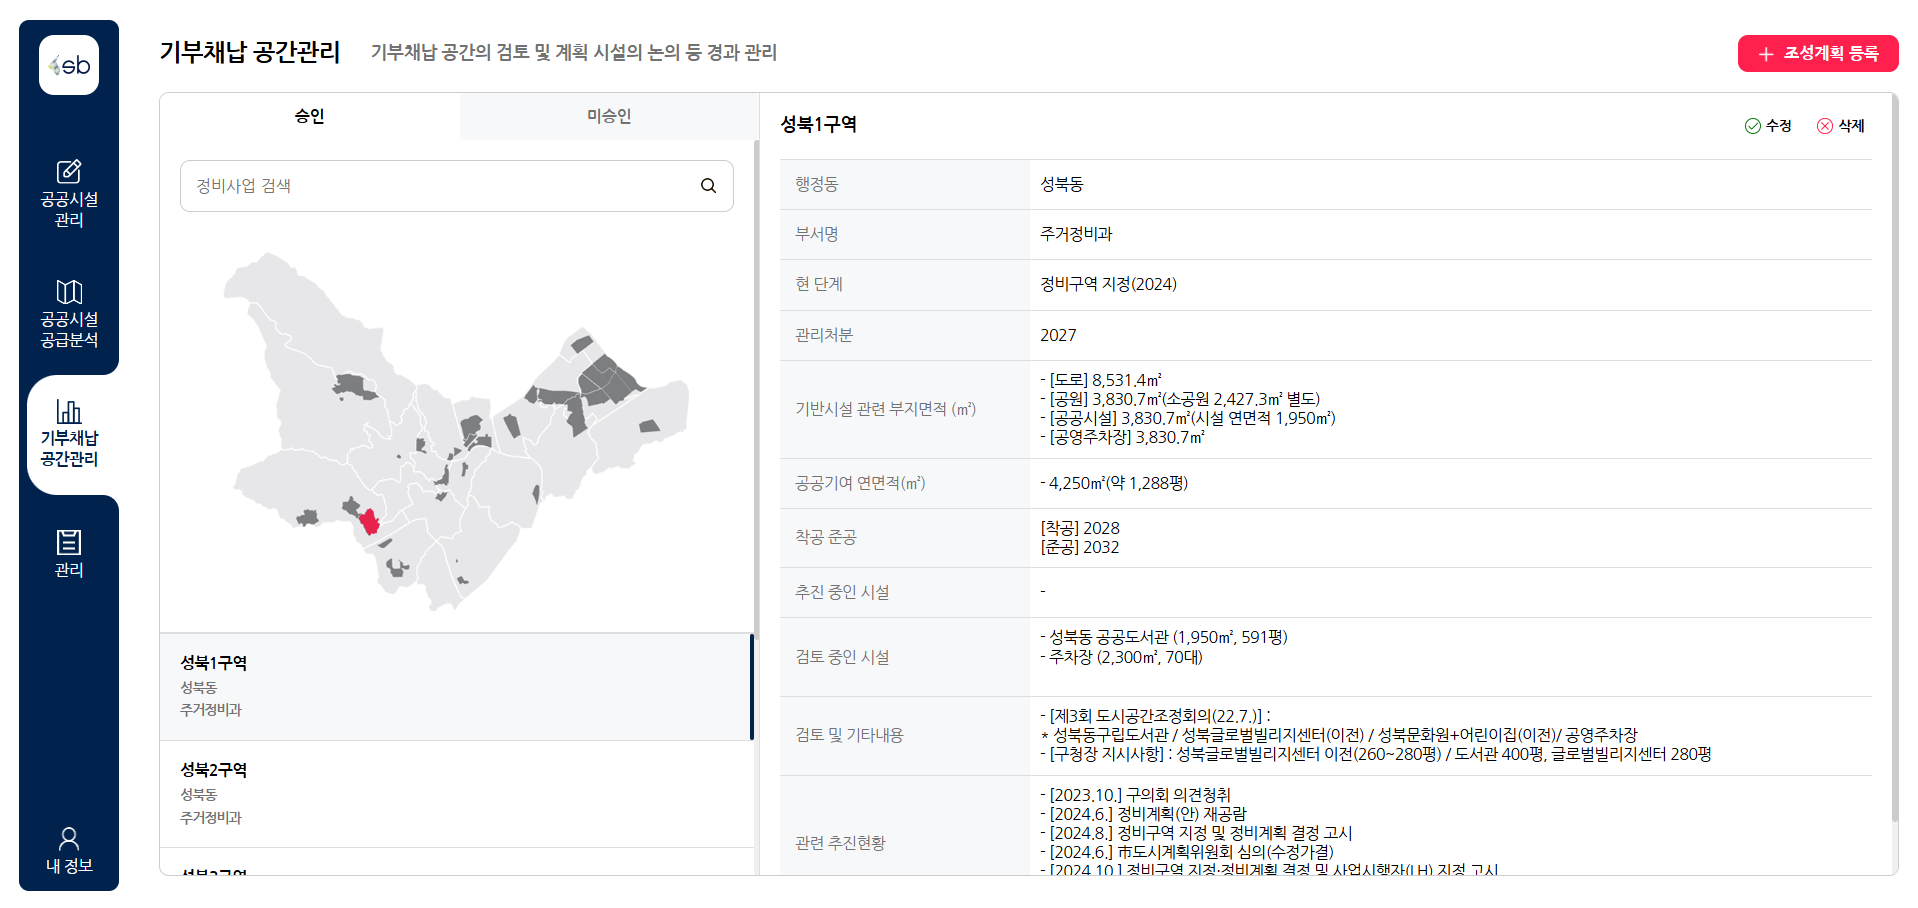 sb
공공시설
관리
공공시설
공급분석
기부채납
공간관리
관리
내 정보
기부채납 공간관리
기부채납 공간의 검토 및 계획 시설의 논의 등 경과 관리
조성계획 등록
승인
미승인
정비사업 검색
성북1구역
성북동
주거정비과
성북2구역
성북동
주거정비과
성북3구역
성북1구역
수정
삭제
행정동
성북동
부서명
주거정비과
현 단계
정비구역 지정(2024)
관리처분
2027
기반시설 관련 부지면적 (㎡)
- [도로] 8,531.4㎡
- [공원] 3,830.7㎡(소공원 2,427.3㎡ 별도)
- [공공시설] 3,830.7㎡(시설 연면적 1,950㎡)
- [공영주차장] 3,830.7㎡
공공기여 연면적(㎡)
- 4,250㎡(약 1,288평)
착공 준공
[착공] 2028
[준공] 2032
추진 중인 시설
-
검토 중인 시설
- 성북동 공공도서관 (1,950㎡, 591평)
- 주차장 (2,300㎡, 70대)
검토 및 기타내용
- [제3회 도시공간조정회의(22.7.)] :
* 성북동구립도서관 / 성북글로벌빌리지센터(이전) / 성북문화원+어린이집(이전)/ 공영주차장
- [구청장 지시사항] : 성북글로벌빌리지센터 이전(260~280평) / 도서관 400평, 글로벌빌리지센터 280평
관련 추진현황
- [2023.10.] 구의회 의견청취
- [2024.6.] 정비계획(안) 재공람
- [2024.8.] 정비구역 지정 및 정비계획 결정 고시
- [2024.6.] 市도시계획위원회 심의(수정가결)
- [2024.10.] 정비구역 지정·정비계획 결정 및 사업시행자(LH) 지정 고시